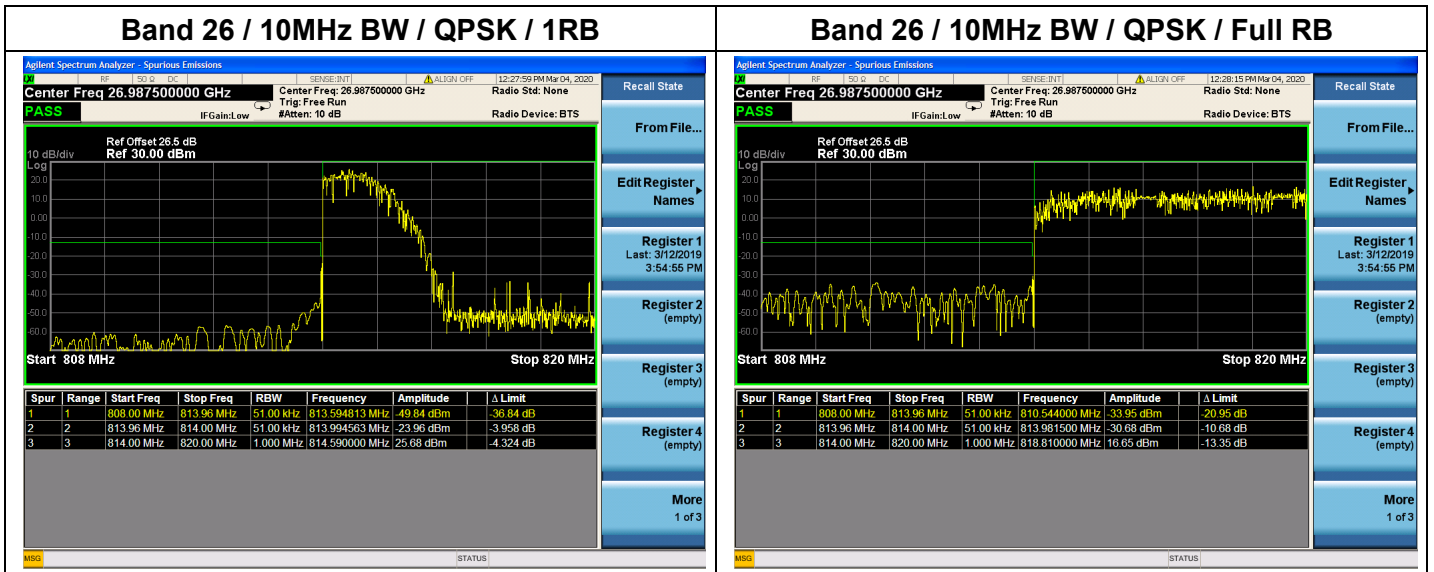 Band 26 / 10MHz BW / QPSK / 1RB
Agilent Spectrum Analyzer - Spurious Emissions
LXI RF 50 Ω DC SENSE:INT ALIGN OFF 12:27:59 PM Mar 04, 2020
Center Freq 26.987500000 GHz Center Freq: 26.987500000 GHz Radio Std: None
Trig: Free Run
PASS IFGain:Low #Atten: 10 dB Radio Device: BTS
Ref Offset 26.5 dB
10 dB/div Ref 30.00 dBm
Log
20.0
10.0
0.00
-10.0
-20.0
-30.0
-40.0
-50.0
-60.0
Start 808 MHz Stop 820 MHz
Spur Range Start Freq Stop Freq RBW Frequency Amplitude Δ Limit
1 1 808.00 MHz 813.96 MHz 51.00 kHz 813.594813 MHz -49.84 dBm -36.84 dB
2 2 813.96 MHz 814.00 MHz 51.00 kHz 813.994563 MHz -23.96 dBm -3.958 dB
3 3 814.00 MHz 820.00 MHz 1.000 MHz 814.590000 MHz 25.68 dBm -4.324 dB
MSG STATUS
Recall State
From File...
Edit Register
Names
Register 1
Last: 3/12/2019
3:54:55 PM
Register 2
(empty)
Register 3
(empty)
Register 4
(empty)
More
1 of 3
Band 26 / 10MHz BW / QPSK / Full RB
Agilent Spectrum Analyzer - Spurious Emissions
LXI RF 50 Ω DC SENSE:INT ALIGN OFF 12:28:15 PM Mar 04, 2020
Center Freq 26.987500000 GHz Center Freq: 26.987500000 GHz Radio Std: None
Trig: Free Run
PASS IFGain:Low #Atten: 10 dB Radio Device: BTS
Ref Offset 26.5 dB
10 dB/div Ref 30.00 dBm
Log
20.0
10.0
0.00
-10.0
-20.0
-30.0
-40.0
-50.0
-60.0
Start 808 MHz Stop 820 MHz
Spur Range Start Freq Stop Freq RBW Frequency Amplitude Δ Limit
1 1 808.00 MHz 813.96 MHz 51.00 kHz 810.544000 MHz -33.95 dBm -20.95 dB
2 2 813.96 MHz 814.00 MHz 51.00 kHz 813.981500 MHz -30.68 dBm -10.68 dB
3 3 814.00 MHz 820.00 MHz 1.000 MHz 818.810000 MHz 16.65 dBm -13.35 dB
MSG STATUS
Recall State
From File...
Edit Register
Names
Register 1
Last: 3/12/2019
3:54:55 PM
Register 2
(empty)
Register 3
(empty)
Register 4
(empty)
More
1 of 3